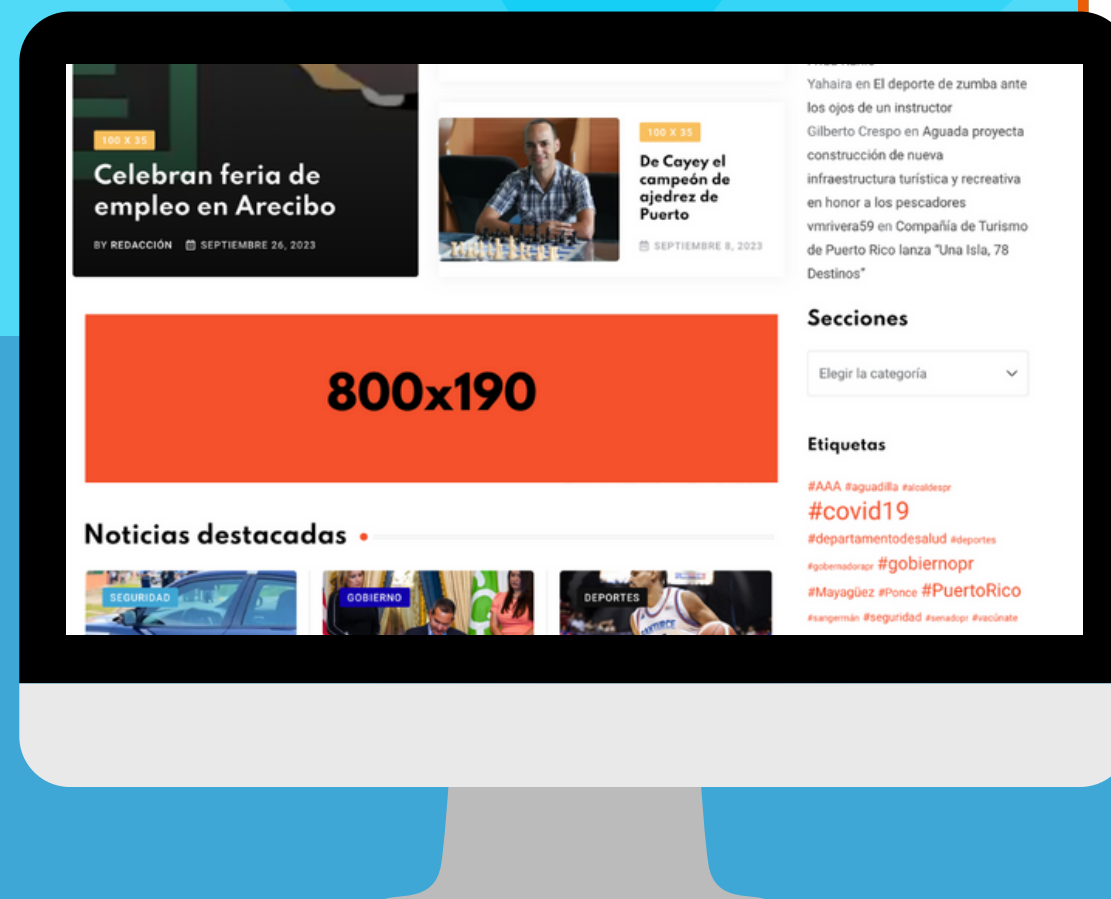 100 X 35
Celebran feria de
empleo en Arecibo
BY REDACCIÓN SEPTIEMBRE 26, 2023
100 X 35
De Cayey el
campeón de
ajedrez de
Puerto
SEPTIEMBRE 8, 2023
800x190
Noticias destacadas
SEGURIDAD
GOBIERNO
DEPORTES
Yahaira en El deporte de zumba ante
los ojos de un instructor
Gilberto Crespo en Aguada proyecta
construcción de nueva
infraestructura turística y recreativa
en honor a los pescadores
vmrivera59 en Compañía de Turismo
de Puerto Rico lanza "Una Isla, 78
Destinos"
Secciones
Elegir la categoría
Etiquetas
#AAA #aguadilla #alcaldespr
#covid19
#departamentodesalud #deportes
#gobernadorapr #gobiernopr
#Mayagüez #Ponce #PuertoRico
#sangermán #seguridad #senadopr #vacúnate